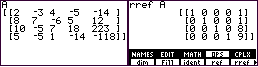 A
[[2 -3 4 -5 -14 ]
[8 7 -6 5 12 ]
[10 -5 7 18 223 ]
[5 -5 1 -14 -118]]
rref A
[[1 0 0 0 1]
[0 1 0 0 1]
[0 0 1 0 8]
[0 0 0 1 9]]
NAMES EDIT MATH OPS CPLX
dim Fill ident ref rref